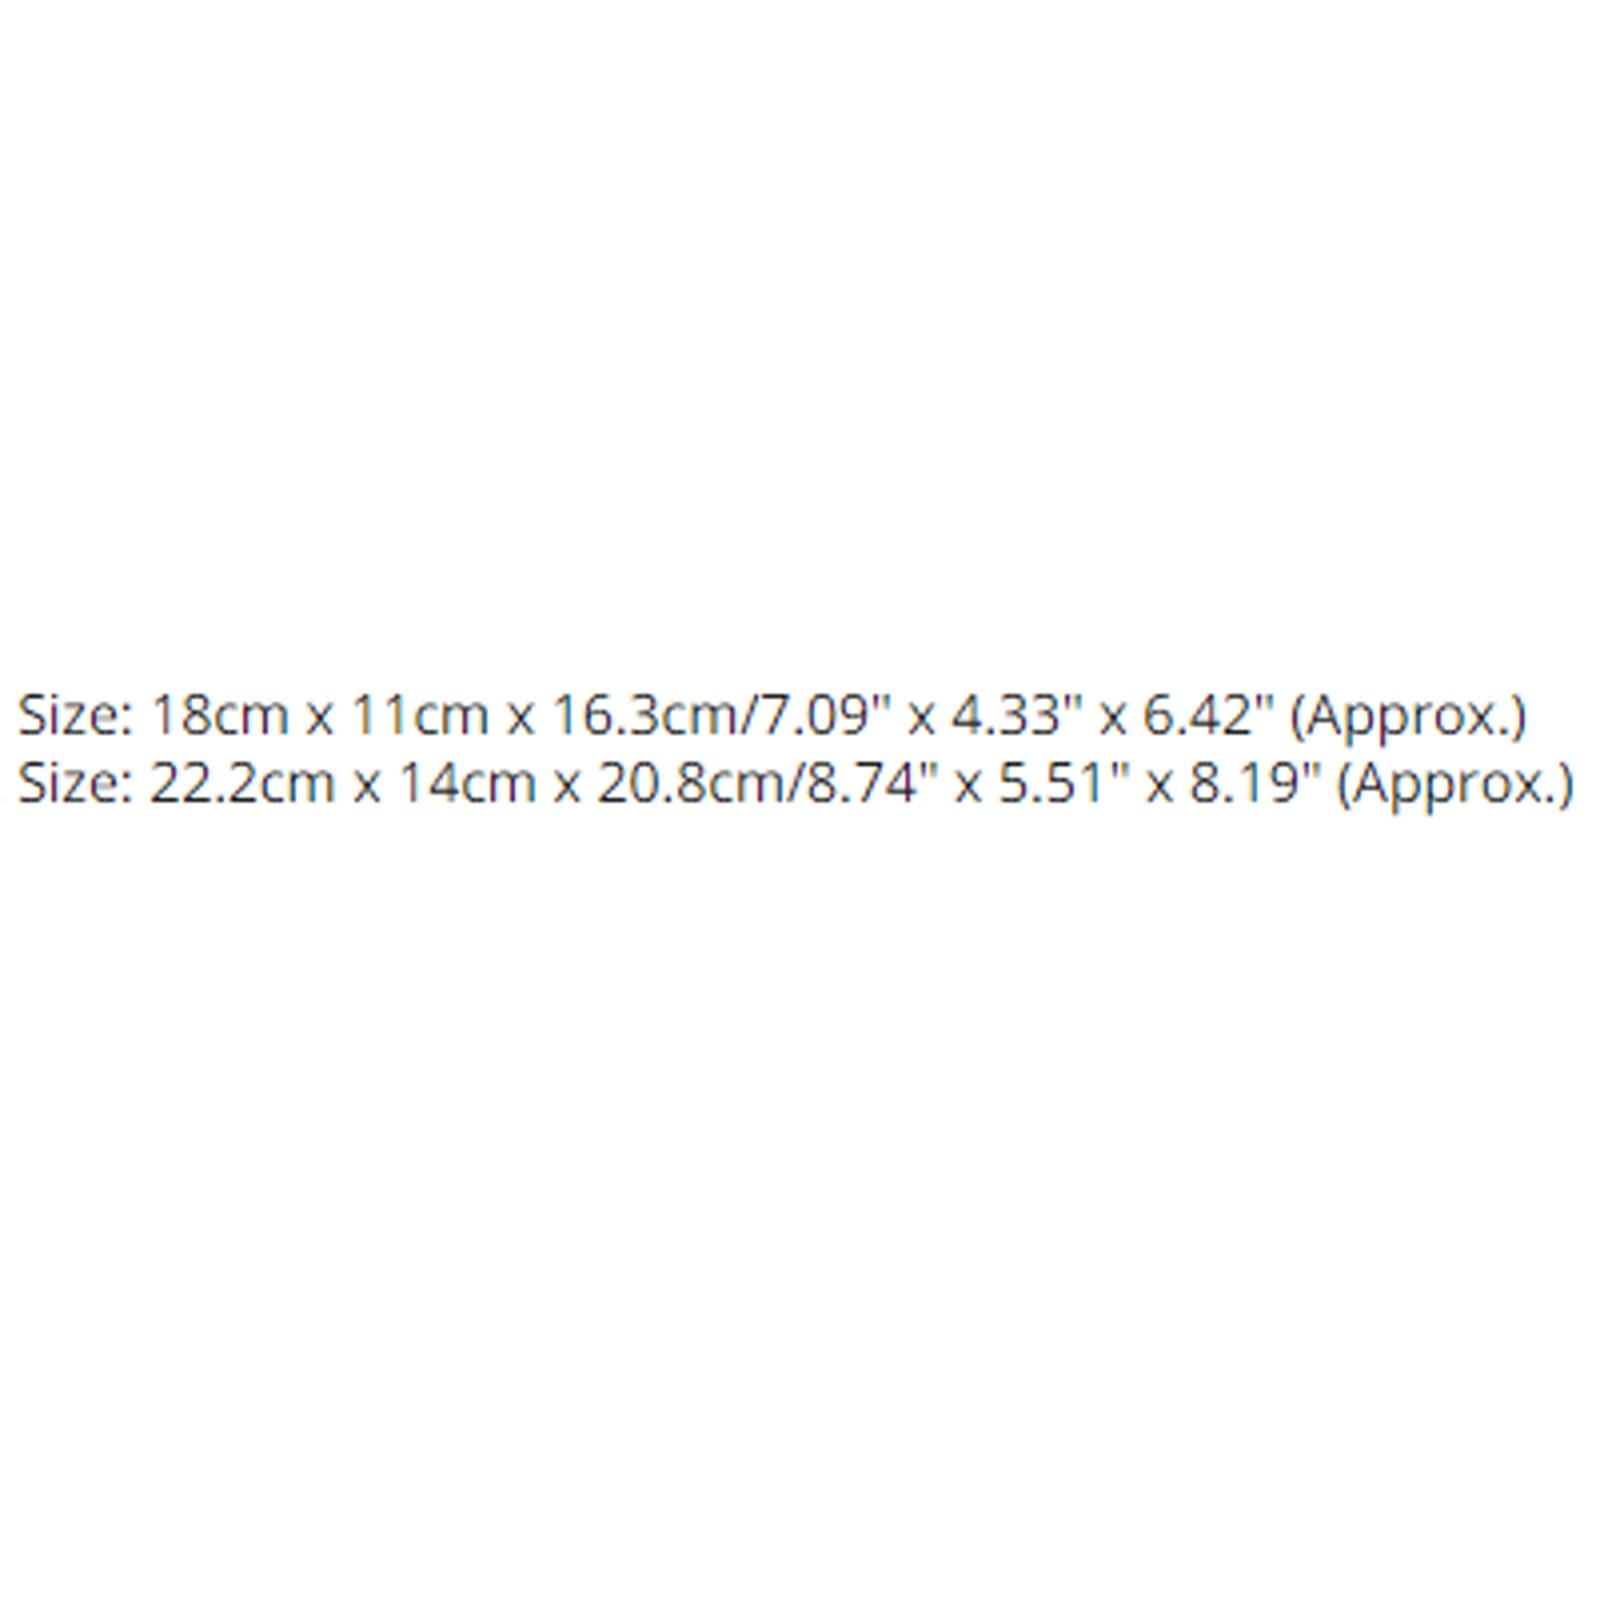 Size: 18cm x 11cm x 16.3cm/7.09" x 4.33" x 6.42" (Approx.)
Size: 22.2cm x 14cm x 20.8cm/8.74" x 5.51" x 8.19" (Approx.)